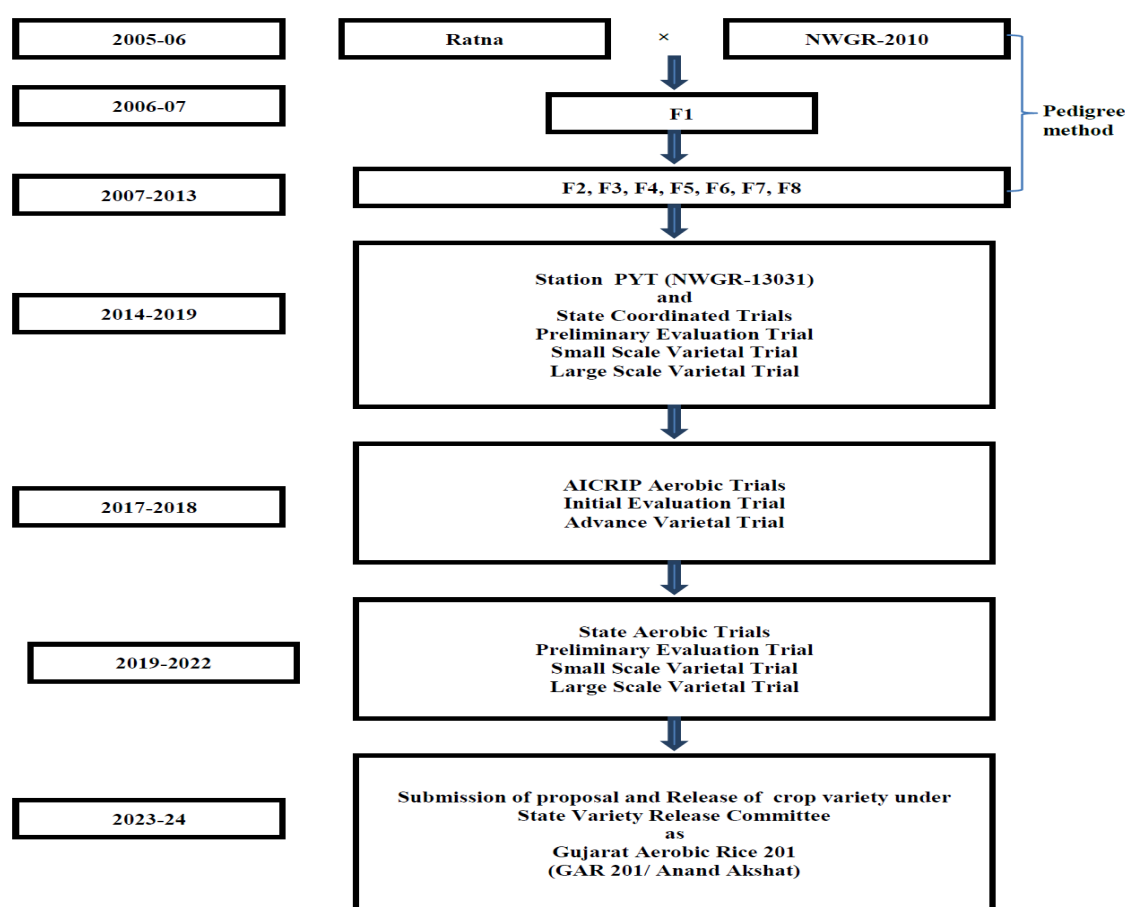 2005-06
Ratna
×
NWGR-2010
2006-07
F1
Pedigree
method
2007-2013
F2, F3, F4, F5, F6, F7, F8
2014-2019
Station PYT (NWGR-13031)
and
State Coordinated Trials
Preliminary Evaluation Trial
Small Scale Varietal Trial
Large Scale Varietal Trial
2017-2018
AICRIP Aerobic Trials
Initial Evaluation Trial
Advance Varietal Trial
2019-2022
State Aerobic Trials
Preliminary Evaluation Trial
Small Scale Varietal Trial
Large Scale Varietal Trial
2023-24
Submission of proposal and Release of crop variety under
State Variety Release Committee
as
Gujarat Aerobic Rice 201
(GAR 201/ Anand Akshat)